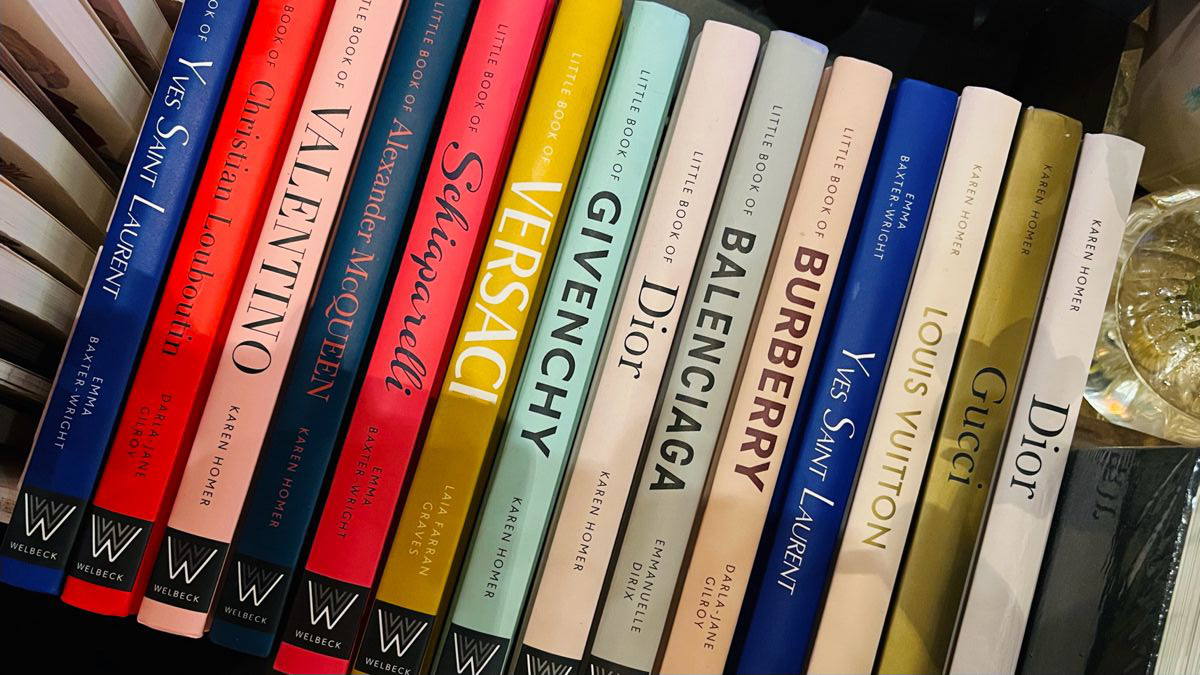 OOK OF YVES SAINT LAURENT
EMMA
BAXTER-WRIGHT
W
WELBECK
BOOK OF Christian Louboutin
DARLA-JANE
GILROY
W
WELBECK
BOOK OF VALENTINO
KAREN HOMER
W
WELBECK
LITTLE BOOK OF Alexander McQUEEN
KAREN HOMER
W
WELBECK
LITTLE BOOK OF Schiaparelli
EMMA
BAXTER-WRIGHT
W
WELBECK
LITTLE BOOK OF VERSACE
LAIA FARRAN
GRAVES
W
WELBECK
LITTLE BOOK OF GIVENCHY
KAREN HOMER
W
LITTLE BOOK OF Dior
KAREN HOMER
W
LITTLE BOOK OF BALENCIAGA
EMMANUELLE
DIRIX
LITTLE BOOK OF BURBERRY
DARLA-JANE
GILROY
EMMA
BAXTER-WRIGHT
YVES SAINT LAURENT
KAREN HOMER
LOUIS VUITTON
KAREN HOMER
Gucci
KAREN HOMER
Dior